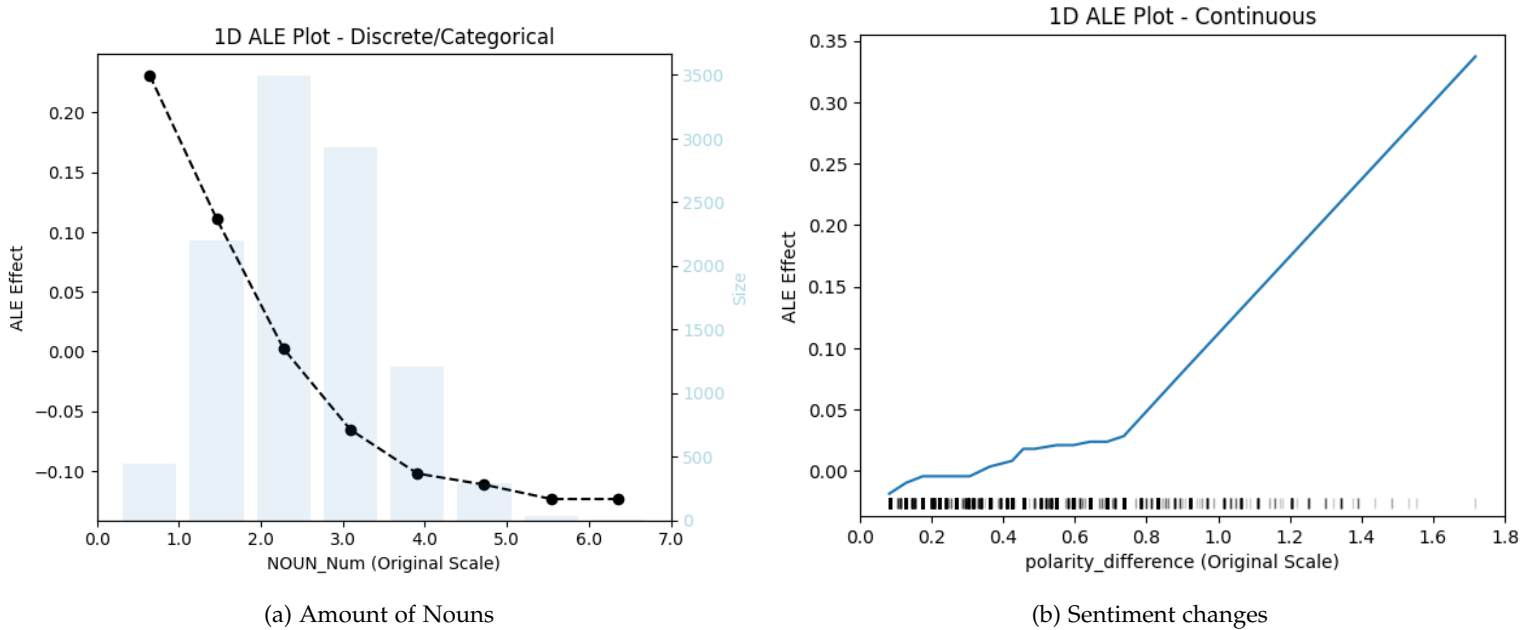 1D ALE Plot - Discrete/Categorical
0.20
0.15
0.10
0.05
0.00
−0.05
−0.10
ALE Effect
3500
3000
2500
2000
1500
1000
500
0
Size
0.0 1.0 2.0 3.0 4.0 5.0 6.0 7.0
NOUN_Num (Original Scale)
(a) Amount of Nouns
1D ALE Plot - Continuous
0.35
0.30
0.25
0.20
0.15
0.10
0.05
0.00
ALE Effect
0.0 0.2 0.4 0.6 0.8 1.0 1.2 1.4 1.6 1.8
polarity_difference (Original Scale)
(b) Sentiment changes